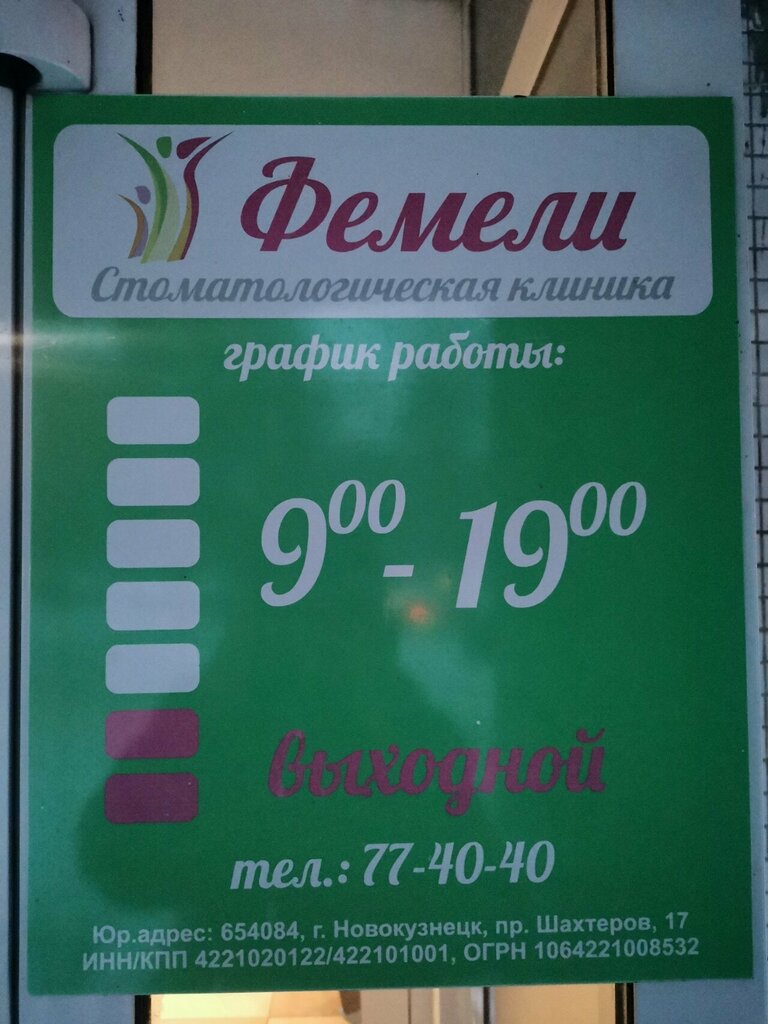 Фемели
Стоматологическая клиника
график работы:
9⁰⁰ - 19⁰⁰
выходной
тел.: 77-40-40
Юр.адрес: 654084, г. Новокузнецк, пр. Шахтеров, 17
ИНН/КПП 4221020122/422101001, ОГРН 1064221008532